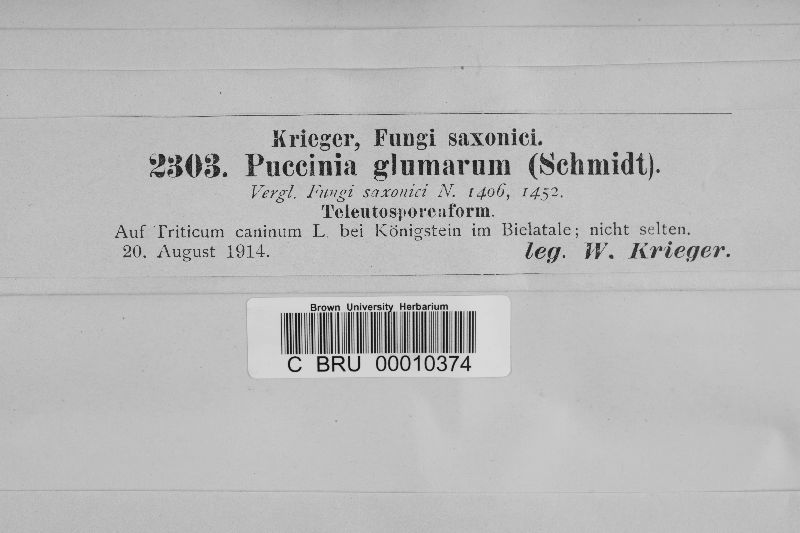 Krieger, Fungi saxonici.
2303. Puccinia glumarum (Schmidt).
Vergl. Fungi saxonici N. 1406, 1452.
Teleutosporenform.
Auf Triticum caninum L. bei Königstein im Bielatale; nicht selten.
20. August 1914. leg. W. Krieger.
Brown University Herbarium
C BRU 00010374